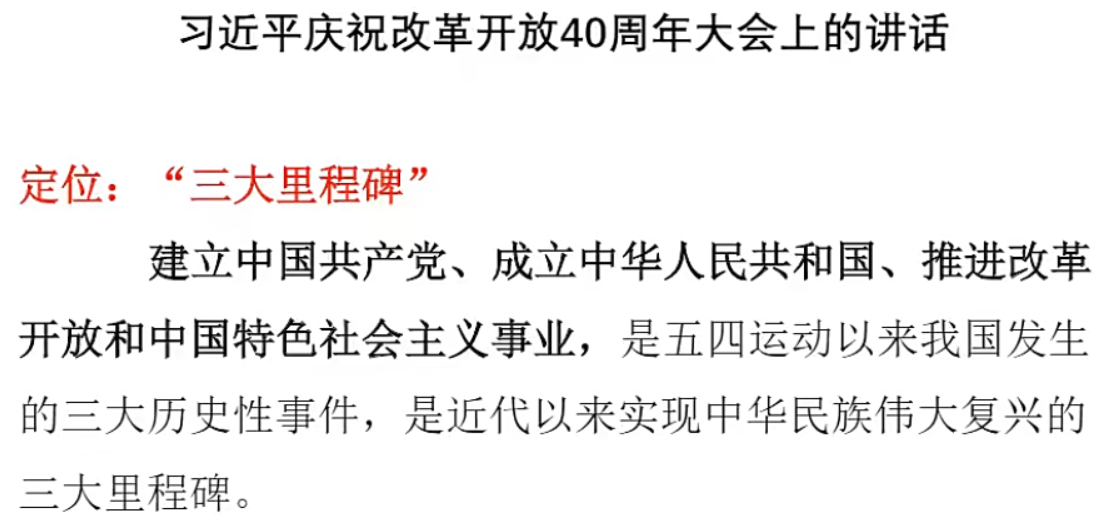 习近平庆祝改革开放40周年大会上的讲话
定位：“三大里程碑”
建立中国共产党、成立中华人民共和国、推进改革
开放和中国特色社会主义事业，是五四运动以来我国发生
的三大历史性事件，是近代以来实现中华民族伟大复兴的
三大里程碑。